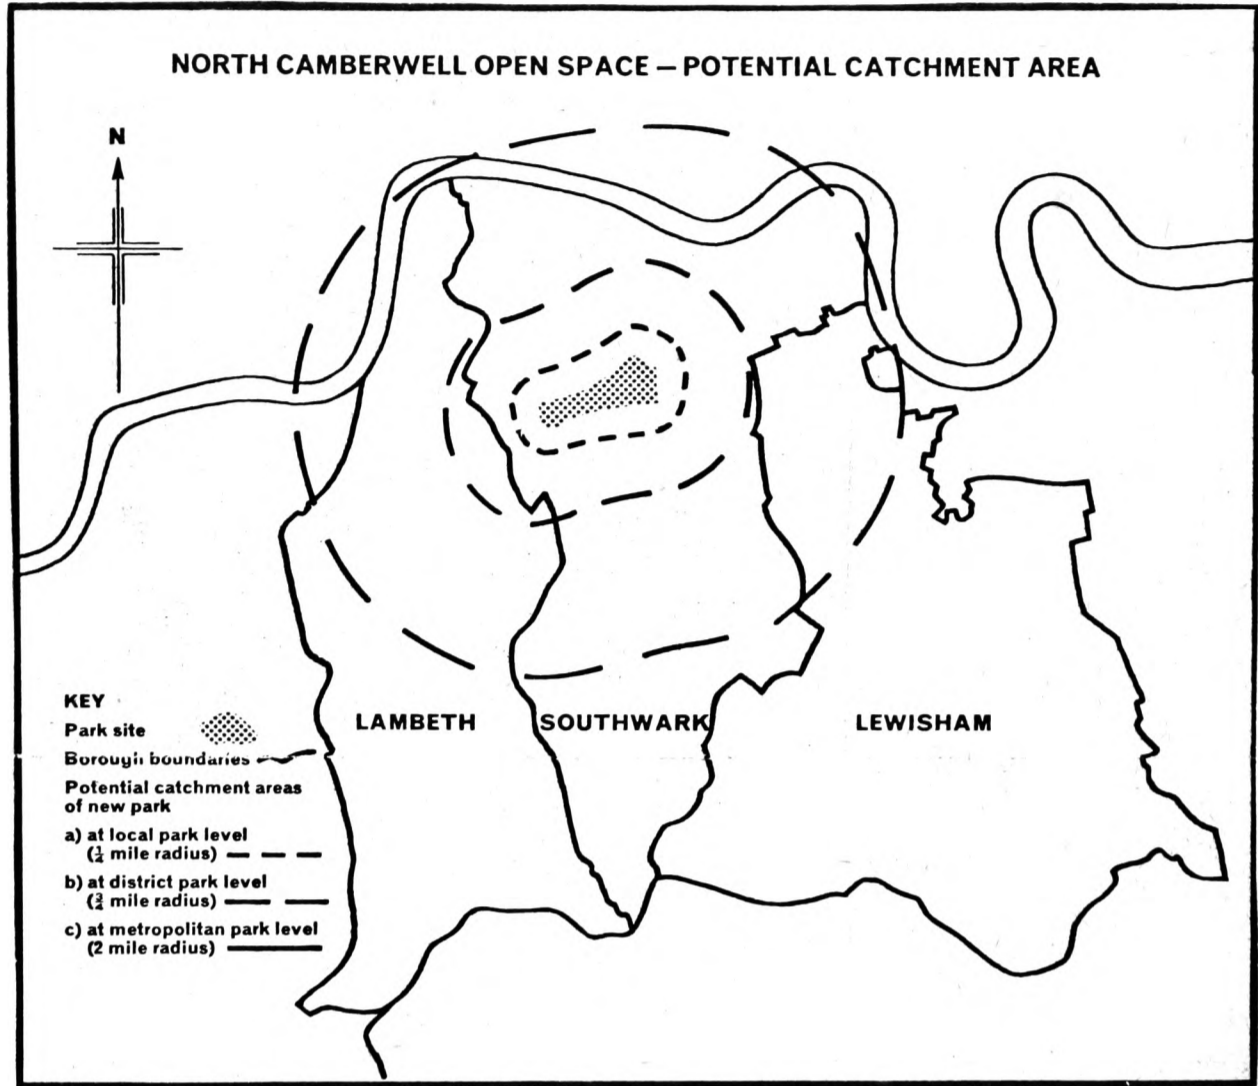 NORTH CAMBERWELL OPEN SPACE – POTENTIAL CATCHMENT AREA
N
LAMBETH
SOUTHWARK
LEWISHAM
KEY
Park site
Borough boundaries
Potential catchment areas
of new park
a) at local park level
(¼ mile radius)
b) at district park level
(¾ mile radius)
c) at metropolitan park level
(2 mile radius)